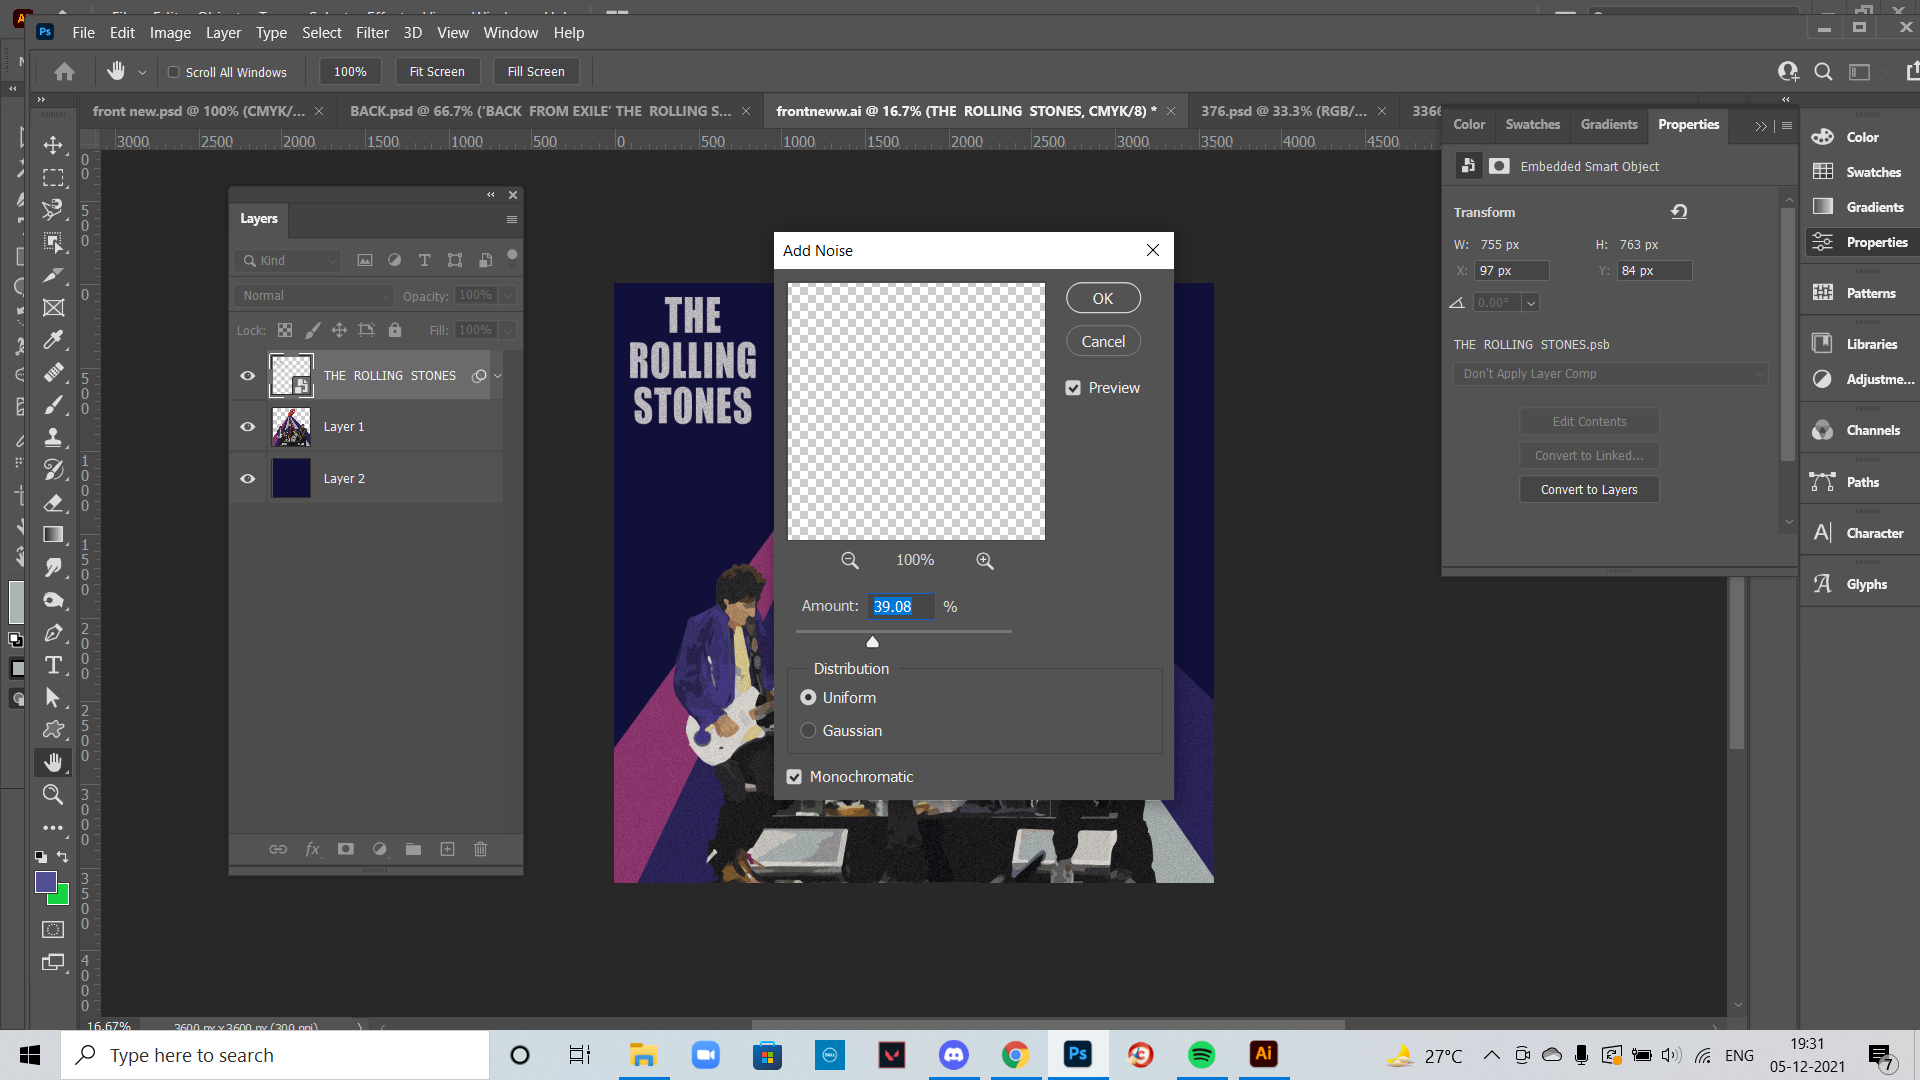 Ai
Ps File Edit Image Layer Type Select Filter 3D View Window Help
Scroll All Windows 100% Fit Screen Fill Screen
front new.psd @ 100% (CMYK/... × BACK.psd @ 66.7% ('BACK FROM EXILE' THE ROLLING S... × frontneww.ai @ 16.7% (THE ROLLING STONES, CMYK/8) * × 376.psd @ 33.3% (RGB/... × 3366
3000 2500 2000 1500 1000 500 0 500 1000 1500 2000 2500 3000 3500 4000 4500
Layers
Kind
Normal Opacity: 100%
Lock: Fill: 100%
THE ROLLING STONES
Layer 1
Layer 2
fx
THE
ROLLING
STONES
Add Noise
OK
Cancel
Preview
100%
Amount: 39.08 %
Distribution
Uniform
Gaussian
Monochromatic
Color Swatches Gradients Properties
Embedded Smart Object
Transform
W: 755 px H: 763 px
X: 97 px Y: 84 px
0.00°
THE ROLLING STONES.psb
Don't Apply Layer Comp
Edit Contents
Convert to Linked...
Convert to Layers
Color
Swatches
Gradients
Properties
Patterns
Libraries
Adjustme...
Channels
Paths
Character
Glyphs
16.67% 3600 px x 3600 px (300 ppi)
Type here to search
DELL
Ps
Ai
27°C
ENG
19:31
05-12-2021
7